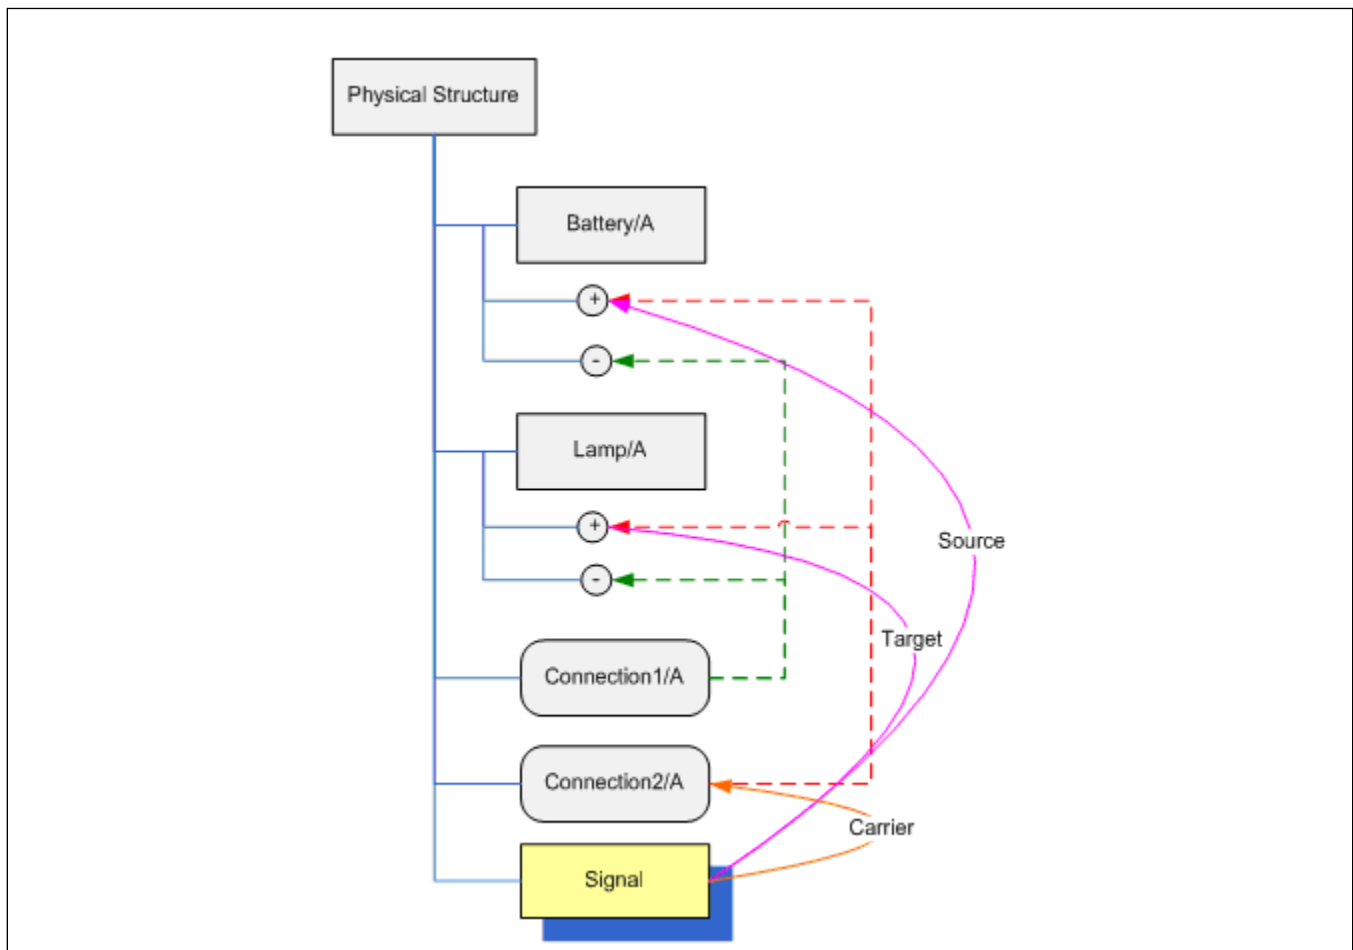 Physical Structure
Battery/A
+
-
Lamp/A
+
-
Source
Target
Connection1/A
Connection2/A
Carrier
Signal